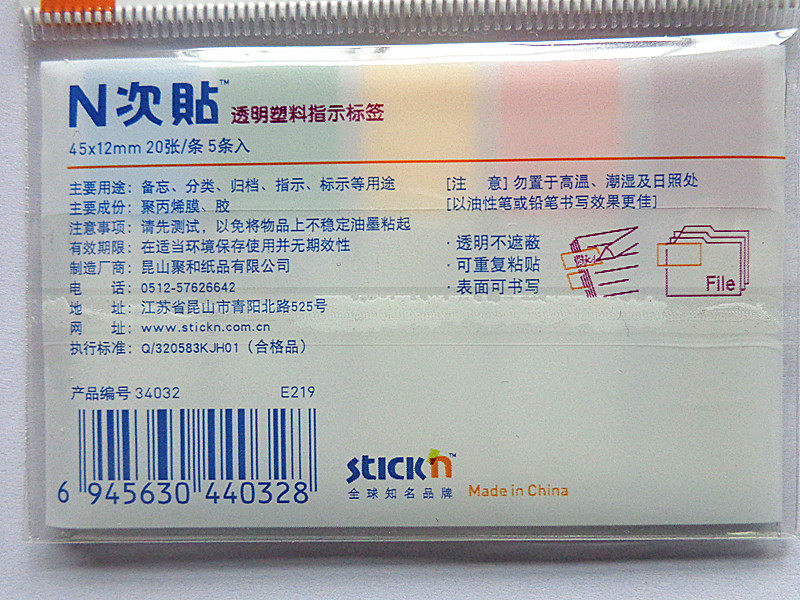 N次貼™ 透明塑料指示标签
45x12mm 20张/条 5条入
主要用途：备忘、分类、归档、指示、标示等用途
主要成份：聚丙烯膜、胶
注意事项：请先测试，以免将物品上不稳定油墨粘起
有效期限：在适当环境保存使用并无期效性
制造厂商：昆山聚和纸品有限公司
电 话：0512-57626642
地 址：江苏省昆山市青阳北路525号
网 址：www.stickn.com.cn
执行标准：Q/320583KJH01（合格品）
[注 意] 勿置于高温、潮湿及日照处
[以油性笔或铅笔书写效果更佳]
· 透明不遮蔽
· 可重复粘贴
· 表面可书写
File
产品编号 34032 E219
6 945630 440328
stick'n™
全球知名品牌 Made in China